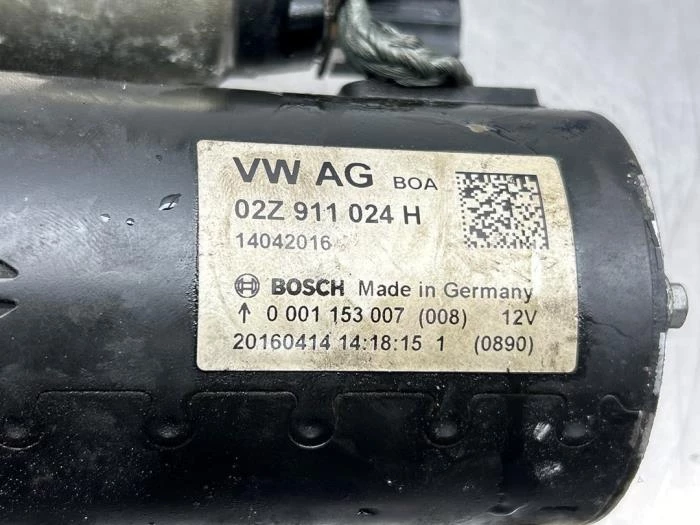 VW AG BOA
02Z 911 024 H
14042016
BOSCH Made in Germany
↑ 0 001 153 007 (008) 12V
20160414 14:18:15 1 (0890)